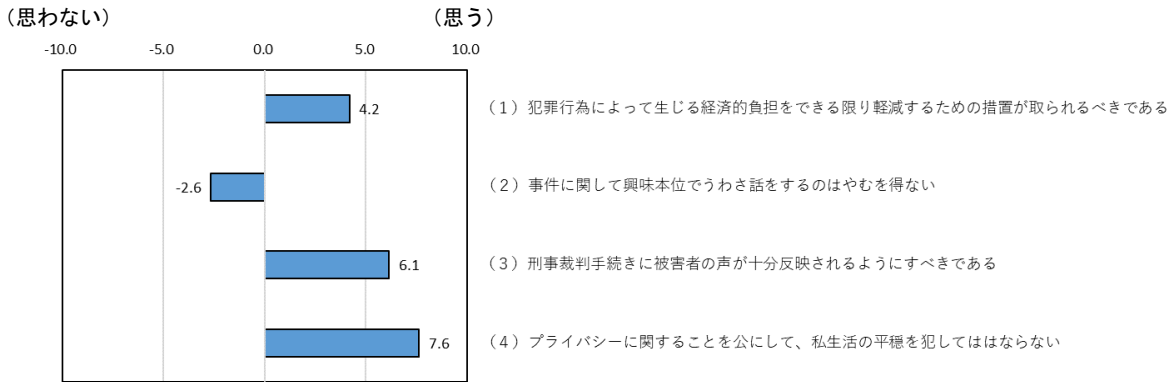 （思わない）　（思う）
-10.0　-5.0　0.0　5.0　10.0
4.2　（１）犯罪行為によって生じる経済的負担をできる限り軽減するための措置が取られるべきである
-2.6　（２）事件に関して興味本位でうわさ話をするのはやむを得ない
6.1　（３）刑事裁判手続きに被害者の声が十分反映されるようにすべきである
7.6　（４）プライバシーに関することを公にして、私生活の平穏を犯してははならない